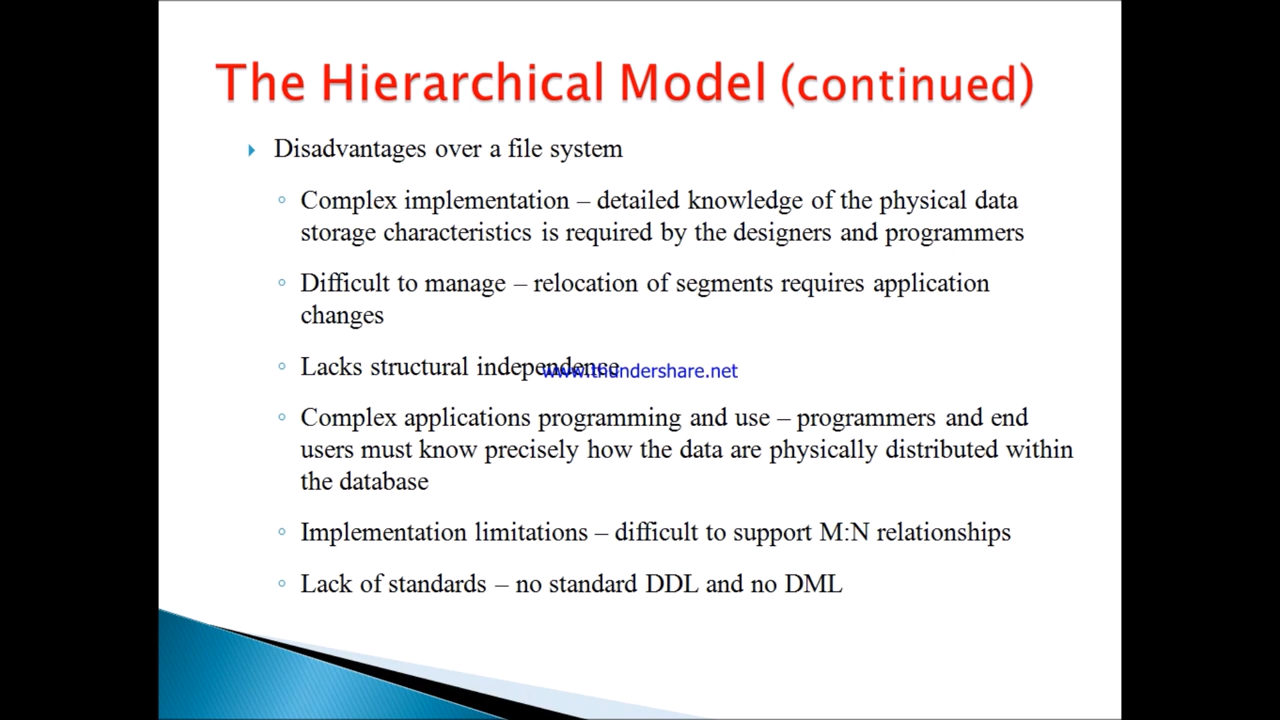 The Hierarchical Model (continued)
Disadvantages over a file system
Complex implementation – detailed knowledge of the physical data
storage characteristics is required by the designers and programmers
Difficult to manage – relocation of segments requires application
changes
Lacks structural independence
www.thundershare.net
Complex applications programming and use – programmers and end
users must know precisely how the data are physically distributed within
the database
Implementation limitations – difficult to support M:N relationships
Lack of standards – no standard DDL and no DML